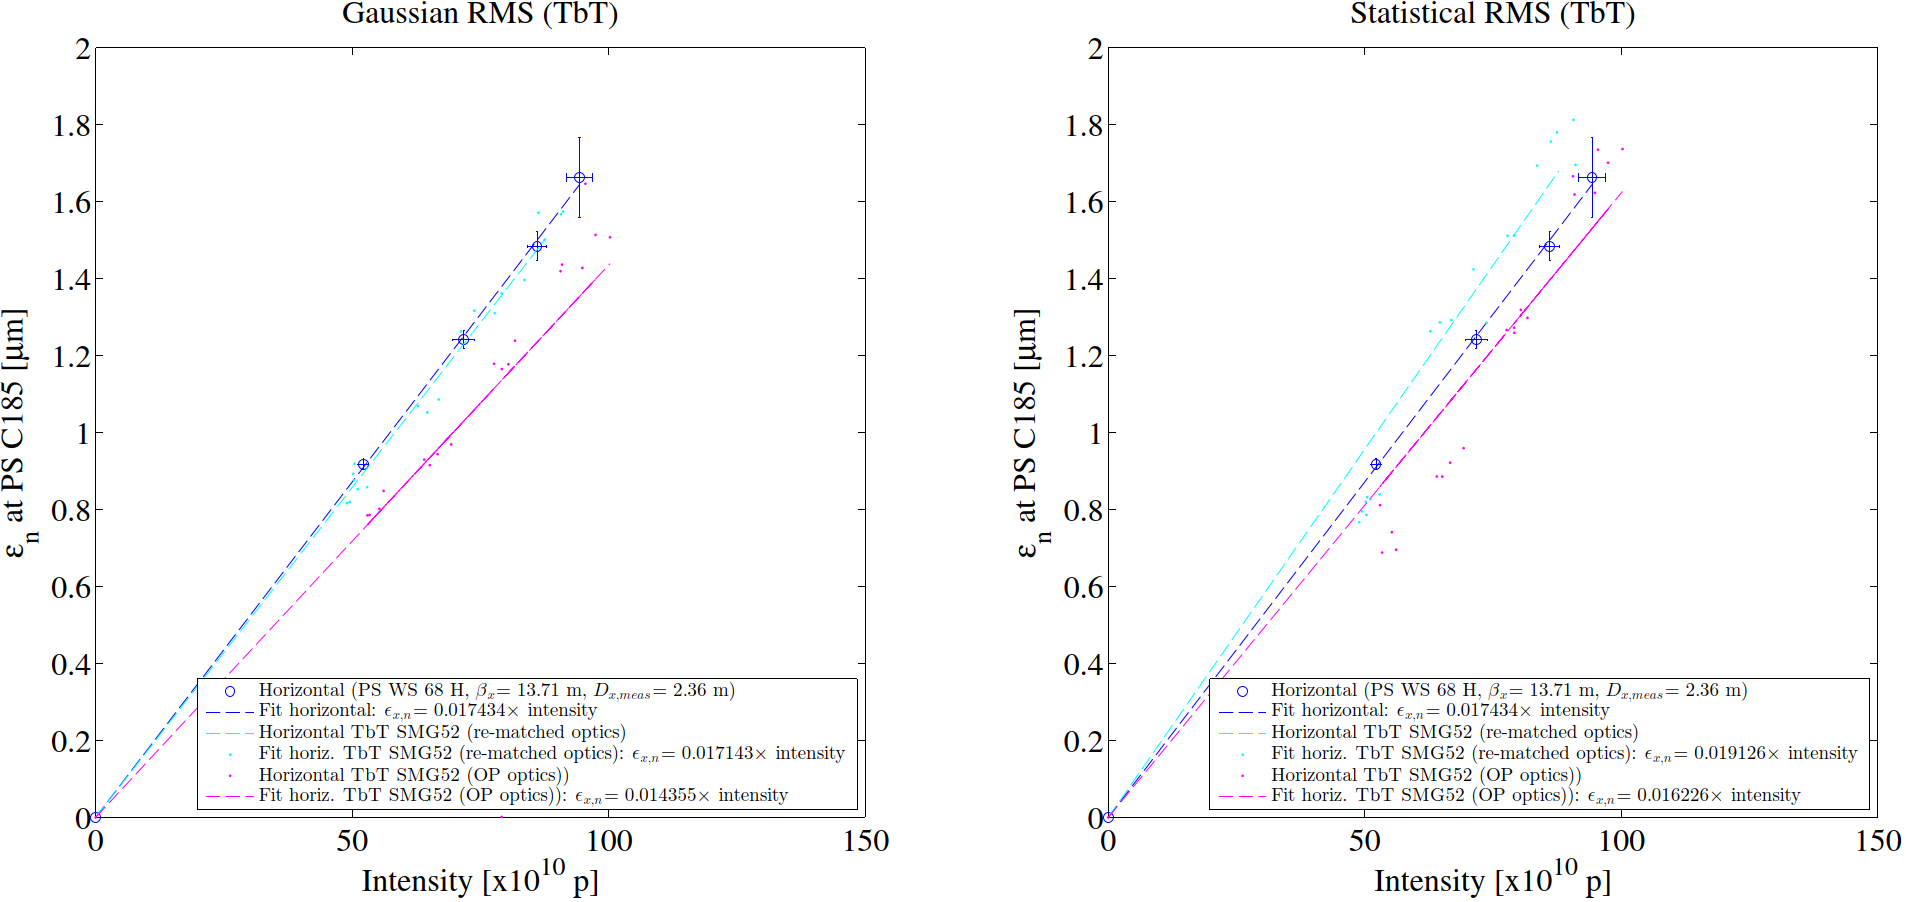 Gaussian RMS (TbT)
2
1.8
1.6
1.4
1.2
1
0.8
0.6
0.4
0.2
0
0 50 100 150
εn at PS C185 [µm]
Intensity [x10^10 p]
Horizontal (PS WS 68 H, βx= 13.71 m, Dx,meas= 2.36 m)
Fit horizontal: ϵx,n= 0.017434× intensity
Horizontal TbT SMG52 (re-matched optics)
Fit horiz. TbT SMG52 (re-matched optics): ϵx,n= 0.017143× intensity
Horizontal TbT SMG52 (OP optics))
Fit horiz. TbT SMG52 (OP optics)): ϵx,n= 0.014355× intensity
Statistical RMS (TbT)
2
1.8
1.6
1.4
1.2
1
0.8
0.6
0.4
0.2
0
0 50 100 150
εn at PS C185 [µm]
Intensity [x10^10 p]
Horizontal (PS WS 68 H, βx= 13.71 m, Dx,meas= 2.36 m)
Fit horizontal: ϵx,n= 0.017434× intensity
Horizontal TbT SMG52 (re-matched optics)
Fit horiz. TbT SMG52 (re-matched optics): ϵx,n= 0.019126× intensity
Horizontal TbT SMG52 (OP optics))
Fit horiz. TbT SMG52 (OP optics)): ϵx,n= 0.016226× intensity